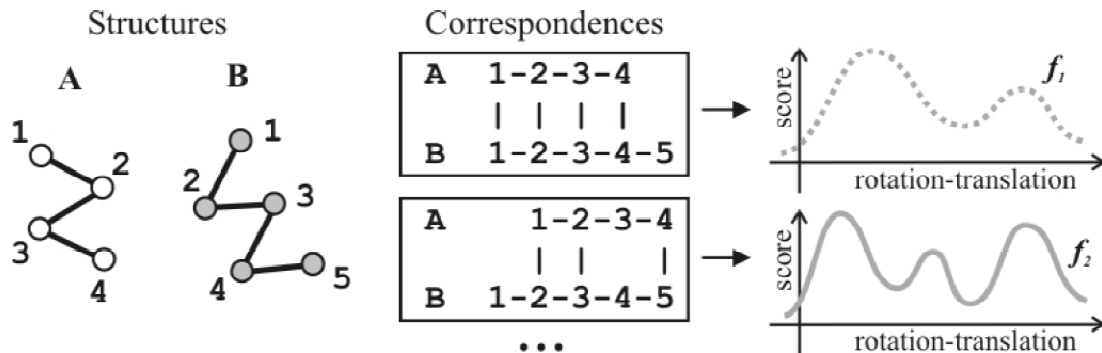 Structures
Correspondences
A
B
1
2
3
4
1
2
3
4
5
A 1-2-3-4
| | | |
B 1-2-3-4-5
score
f₁
rotation-translation
A 1-2-3-4
| | |
B 1-2-3-4-5
score
f₂
rotation-translation
...